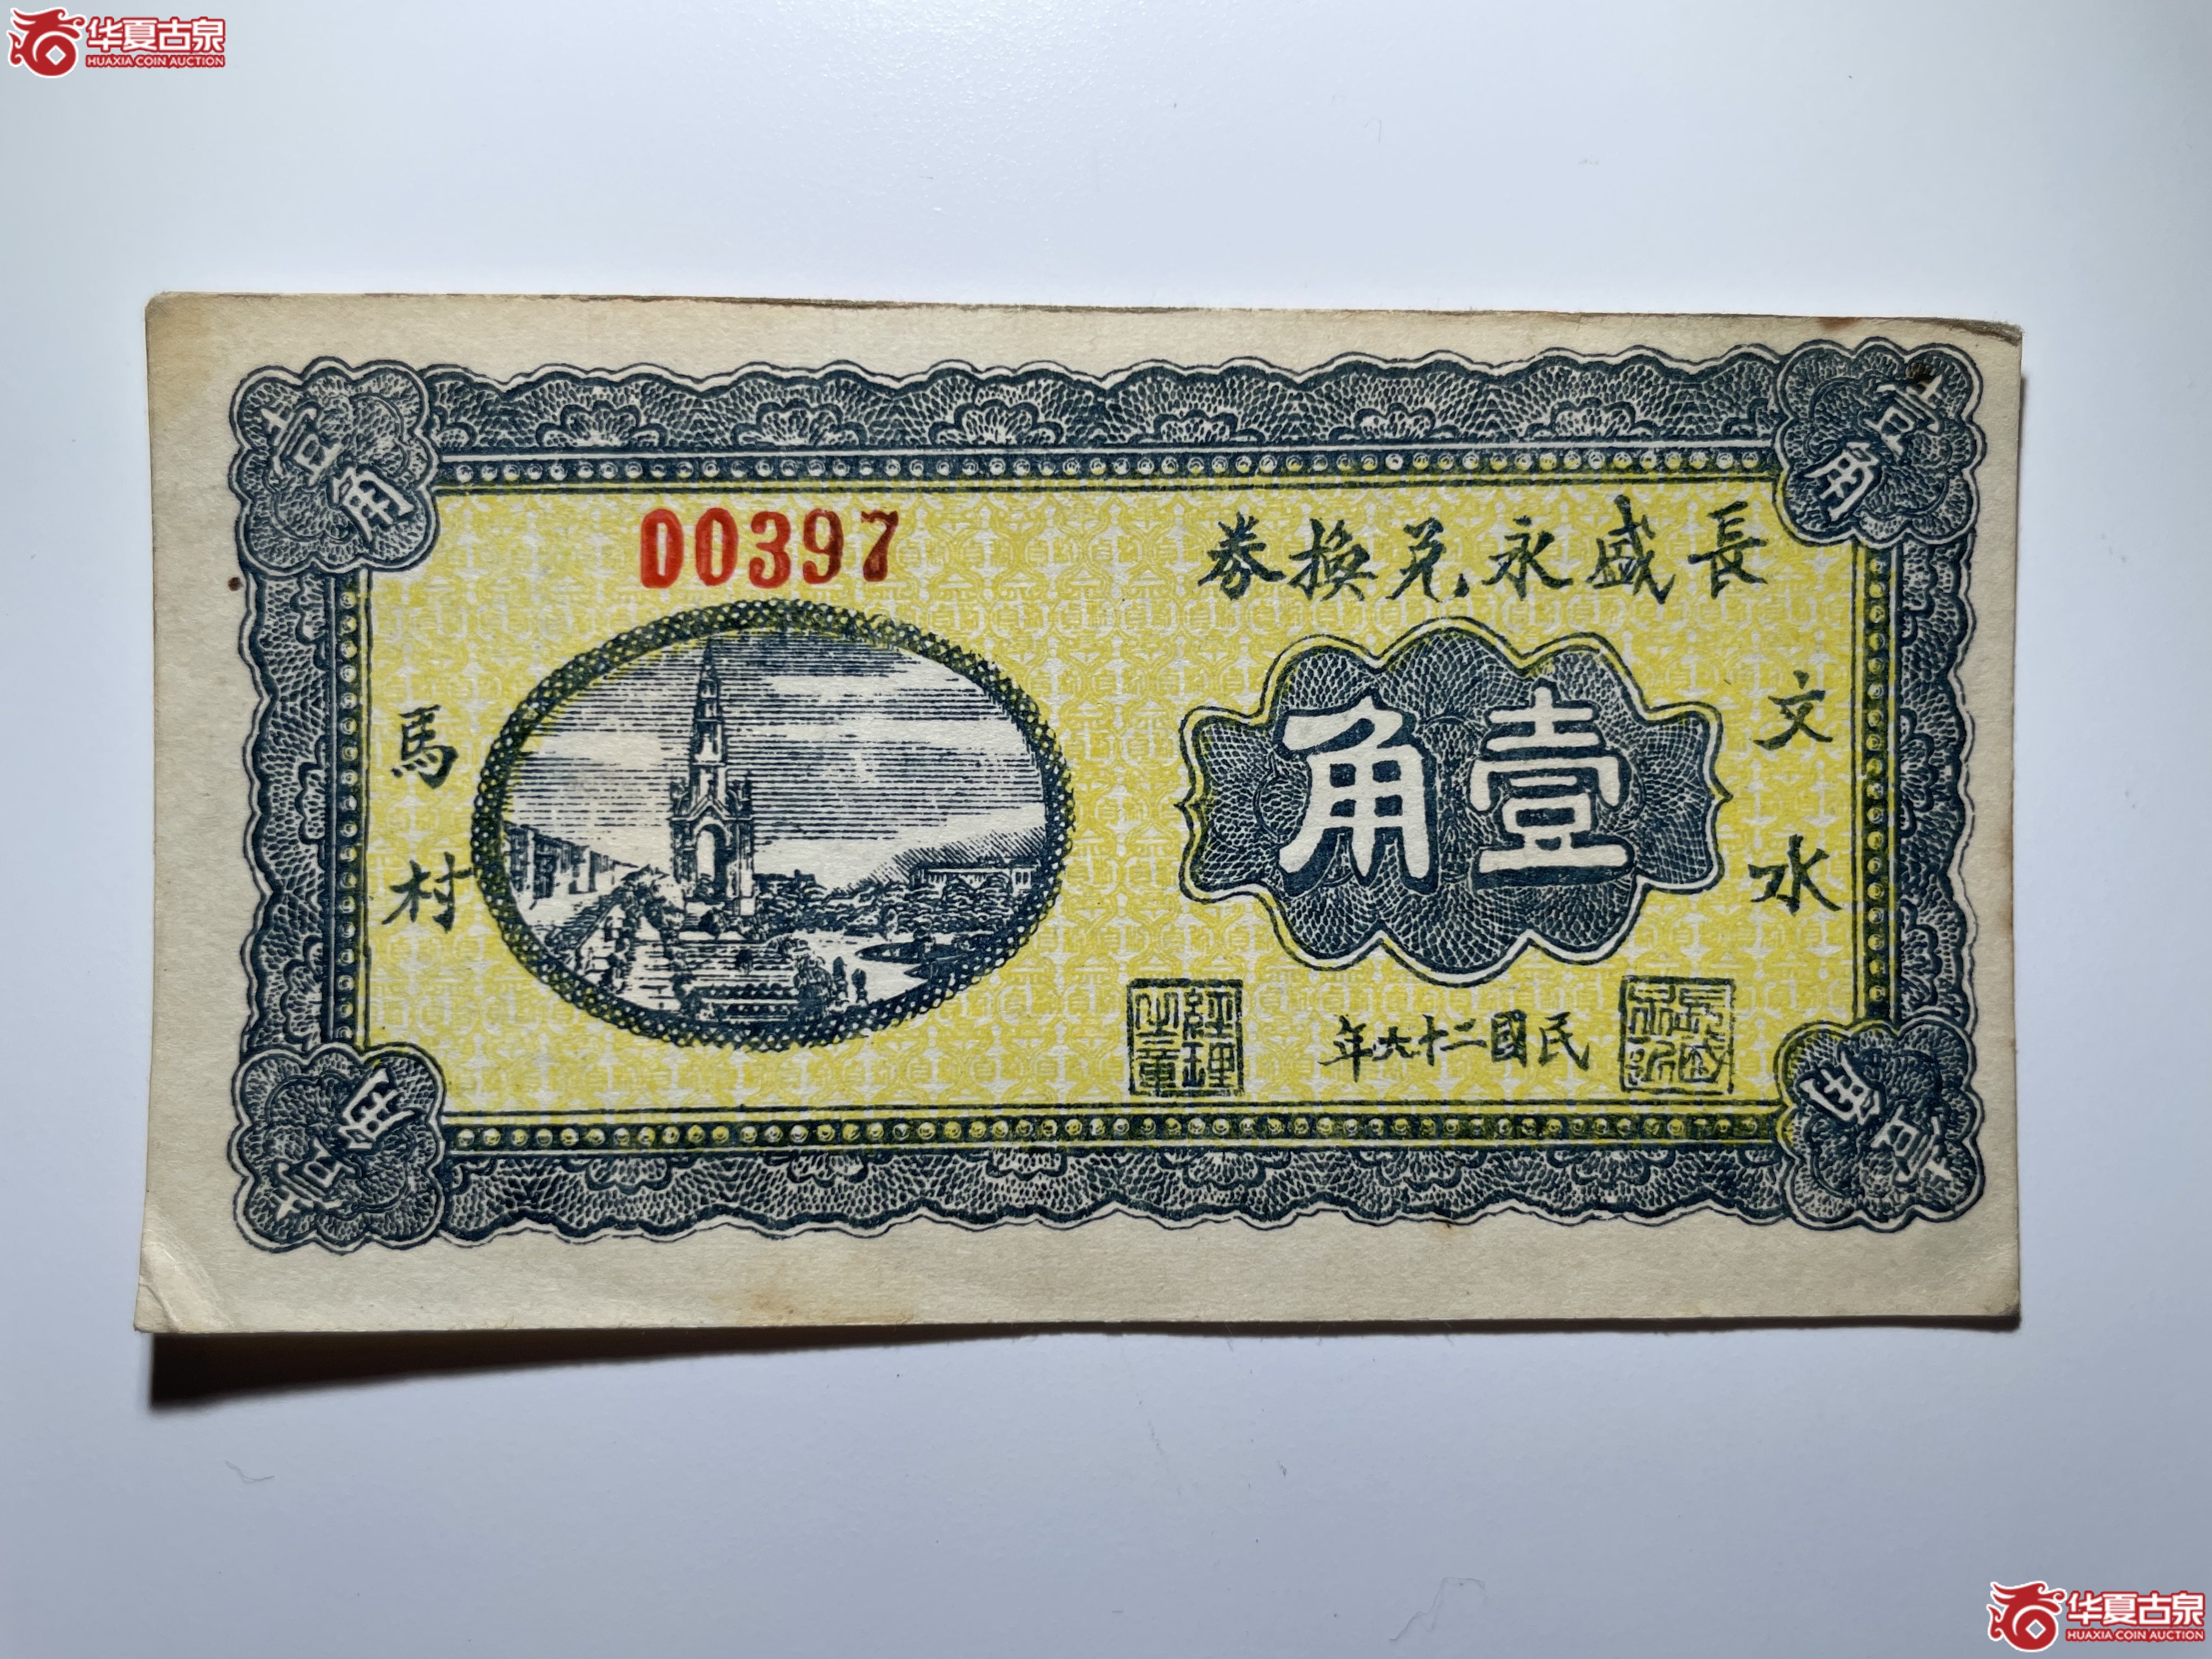 华夏古泉
HUAXIA COIN AUCTION
壹角
壹角
00397
長盛永兌換券
文水
馬村
壹角
民國二十六年
經理之章
壹角
壹角
华夏古泉
HUAXIA COIN AUCTION